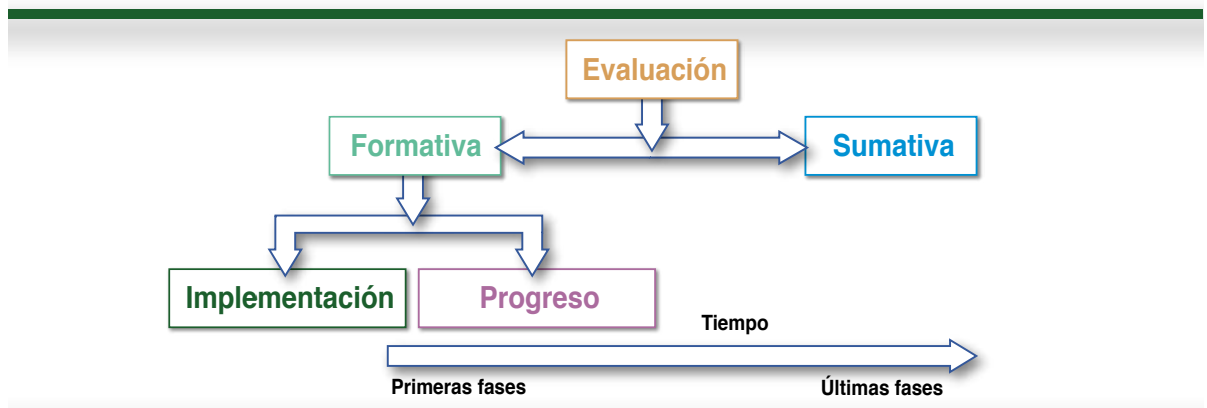 Evaluación
Formativa
Sumativa
Implementación
Progreso
Tiempo
Primeras fases
Últimas fases